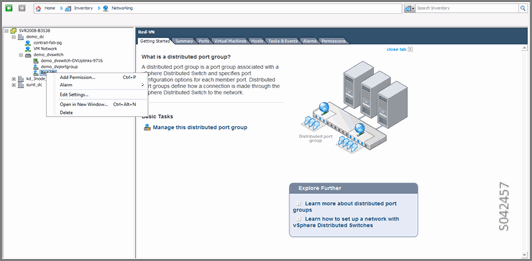 Home
Inventory
Networking
Search Inventory
SVR2008-B3S28
demo_dc
contrail-fab-pg
VM Network
demo_dvswitch
demo_dvswitch-DVUplinks-9716
demo_dvportgroup
Add Permission... Ctrl+P
Alarm
Edit Settings...
Open in New Window... Ctrl+Alt+N
Delete
Red-VN
Getting Started Summary Ports Virtual Machines Hosts Tasks & Events Alarms Permissions
close tab
What is a distributed port group?
A distributed port group is a port group associated with a
vSphere Distributed Switch and specifies port
configuration options for each member port. Distributed
port groups define how a connection is made through the
vSphere Distributed Switch to the network.
Basic Tasks
Manage this distributed port group
Distributed port
group
Explore Further
Learn more about distributed port
groups
Learn how to set up a network with
vSphere Distributed Switches
S042457